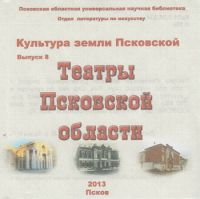 Псковская областная универсальная научная библиотека
Отдел литературы по искусству
Культура земли Псковской
Выпуск 8
Театры
Псковской
области
2013
Псков